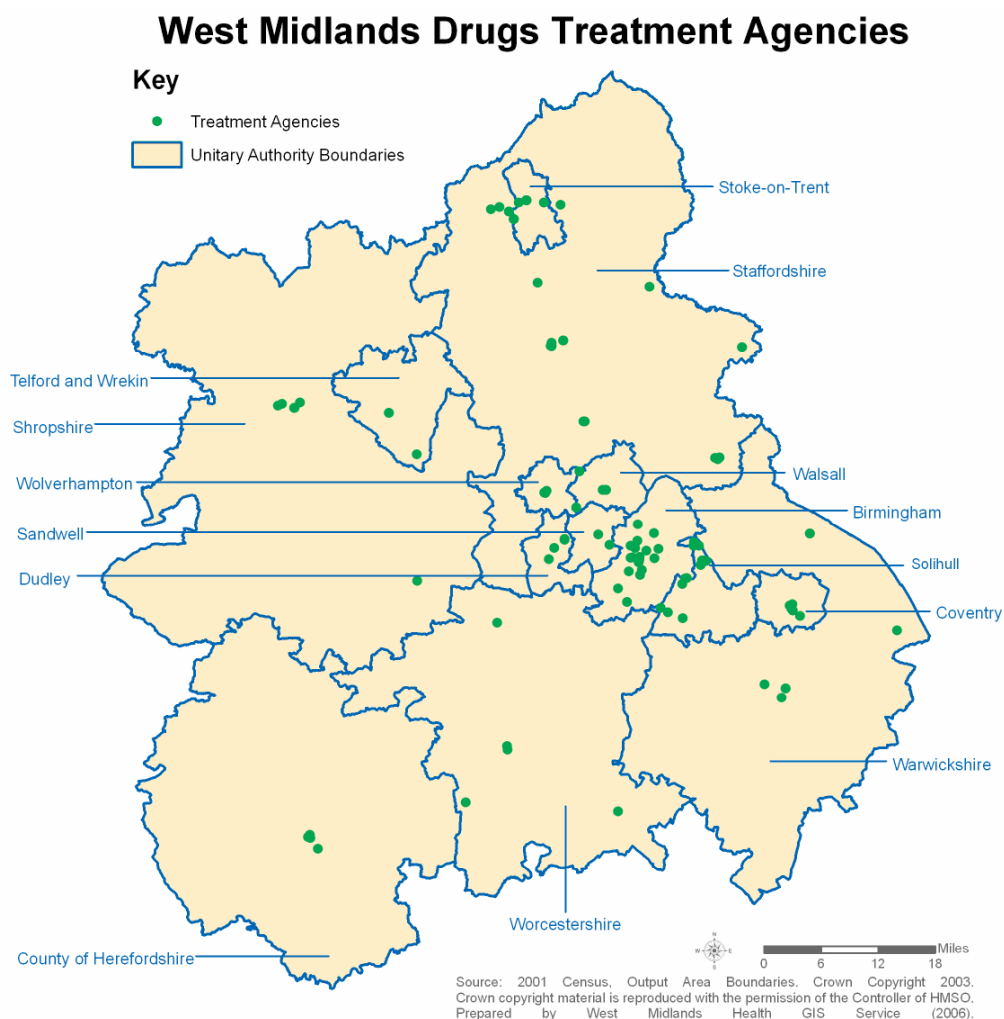 West Midlands Drugs Treatment Agencies
Key
Treatment Agencies
Unitary Authority Boundaries
Stoke-on-Trent
Staffordshire
Telford and Wrekin
Shropshire
Walsall
Wolverhampton
Birmingham
Sandwell
Solihull
Dudley
Coventry
Warwickshire
Worcestershire
County of Herefordshire
N
W E
S
Miles
0 6 12 18
Source: 2001 Census, Output Area Boundaries. Crown Copyright 2003.
Crown copyright material is reproduced with the permission of the Controller of HMSO.
Prepared by West Midlands Health GIS Service (2006).